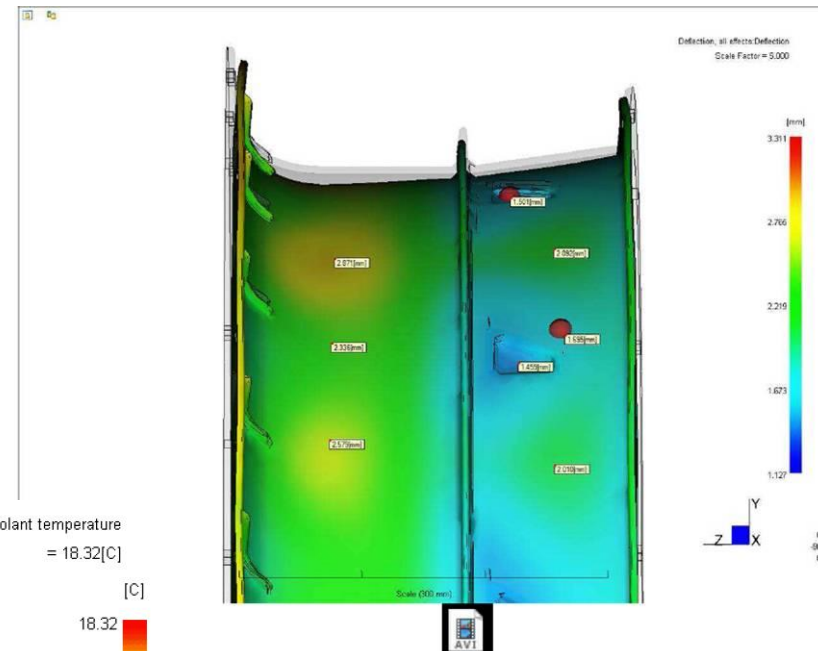 Deflection, all effects:Deflection
Scale Factor = 5.000
[mm]
3.311
2.766
2.219
1.673
1.127
1.501[mm]
2.871[mm]
2.092[mm]
1.695[mm]
2.336[mm]
1.459[mm]
2.579[mm]
2.010[mm]
Scale (300 mm)
Y
Z
X
olant temperature
= 18.32[C]
[C]
18.32
AVI